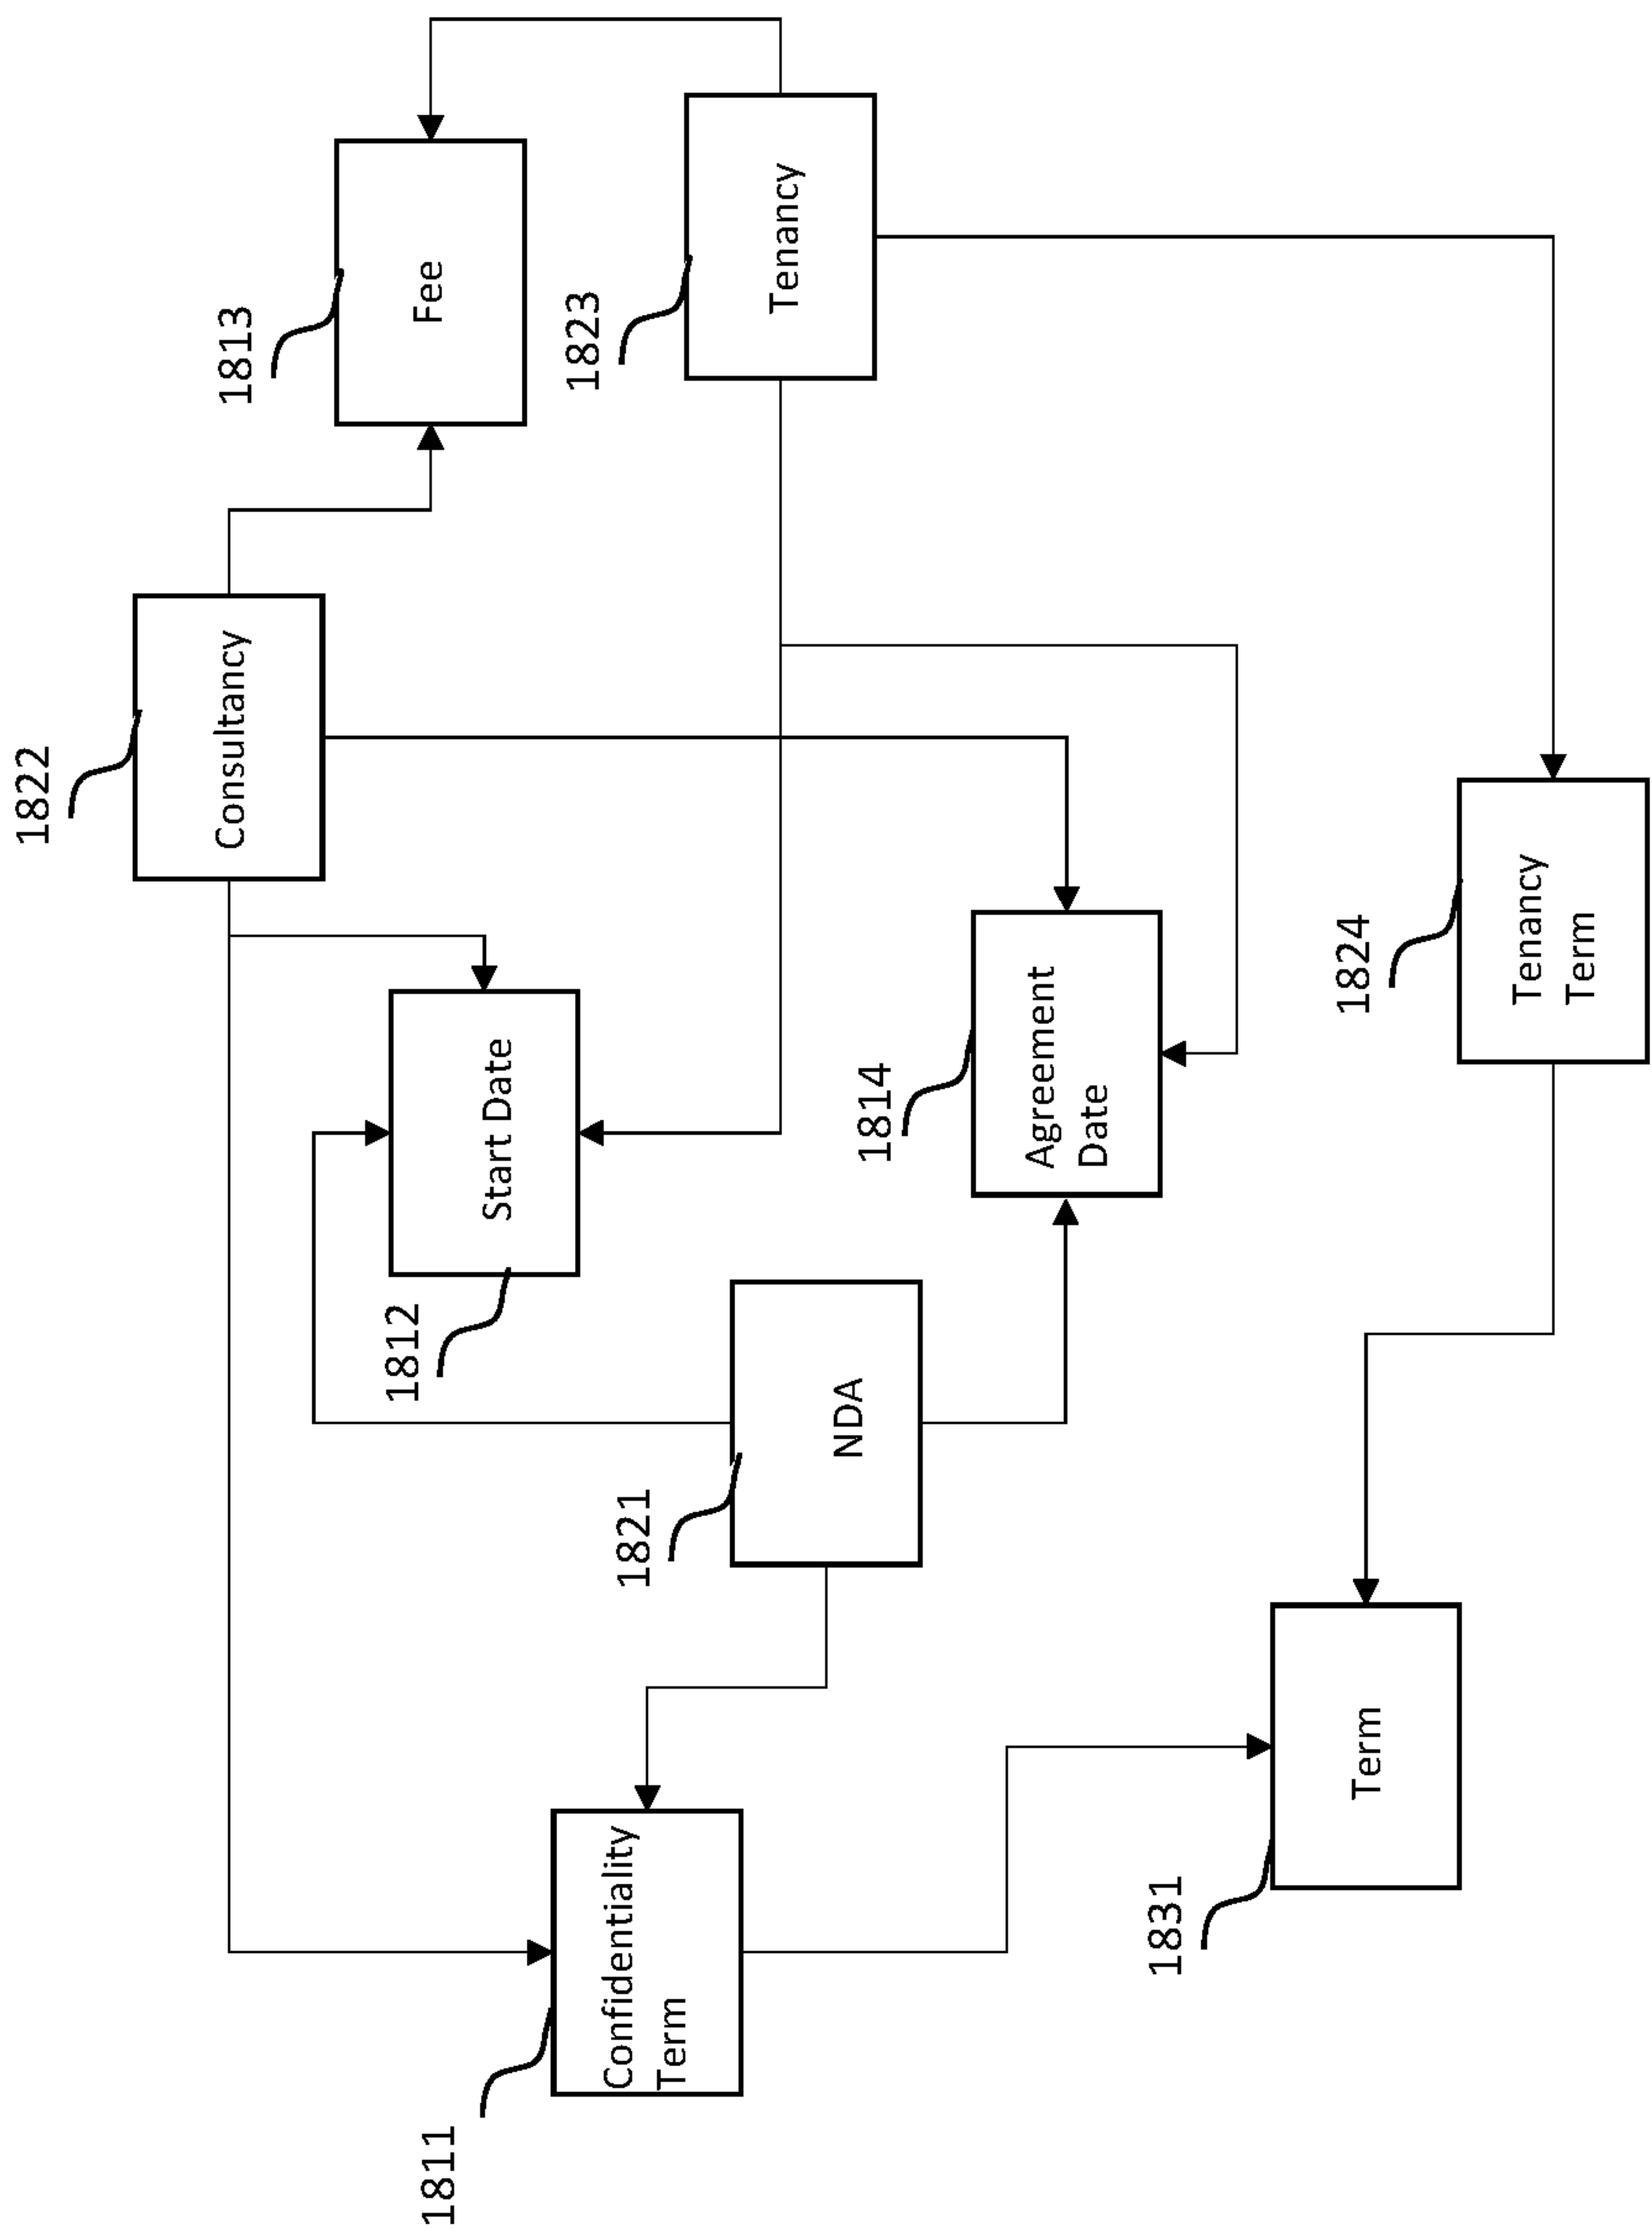 1822
Consultancy
1813
Fee
1812
Start Date
1811
Confidentiality
Term
1823
Tenancy
1821
NDA
1814
Agreement
Date
1831
Term
1824
Tenancy
Term